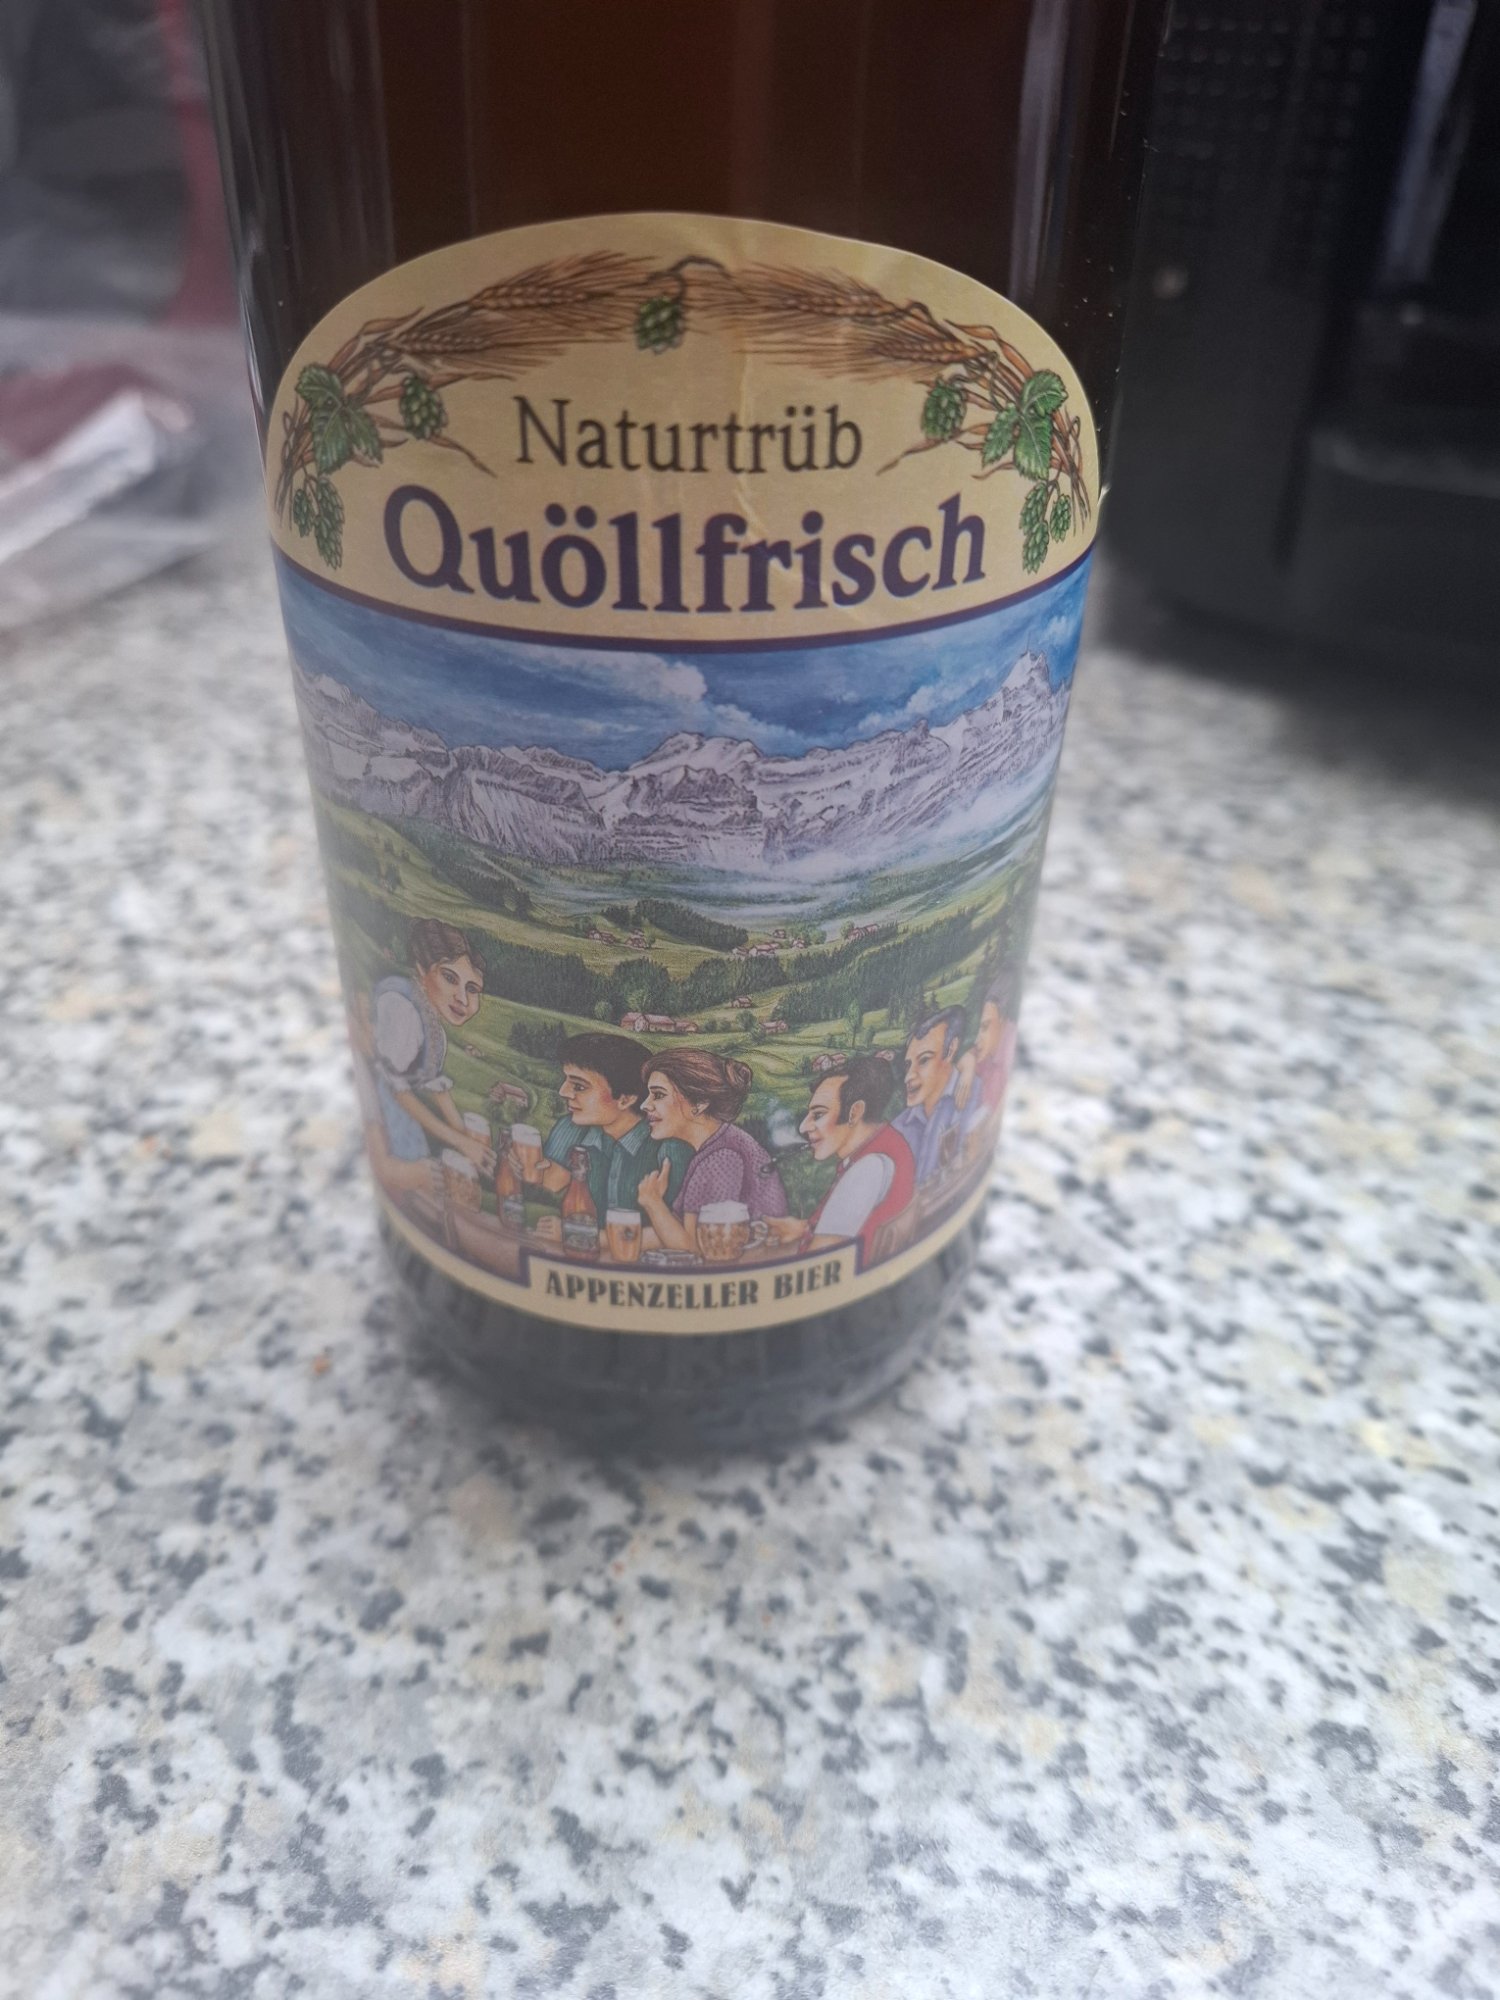 Naturtrüb
Quöllfrisch
APPENZELLER BIER